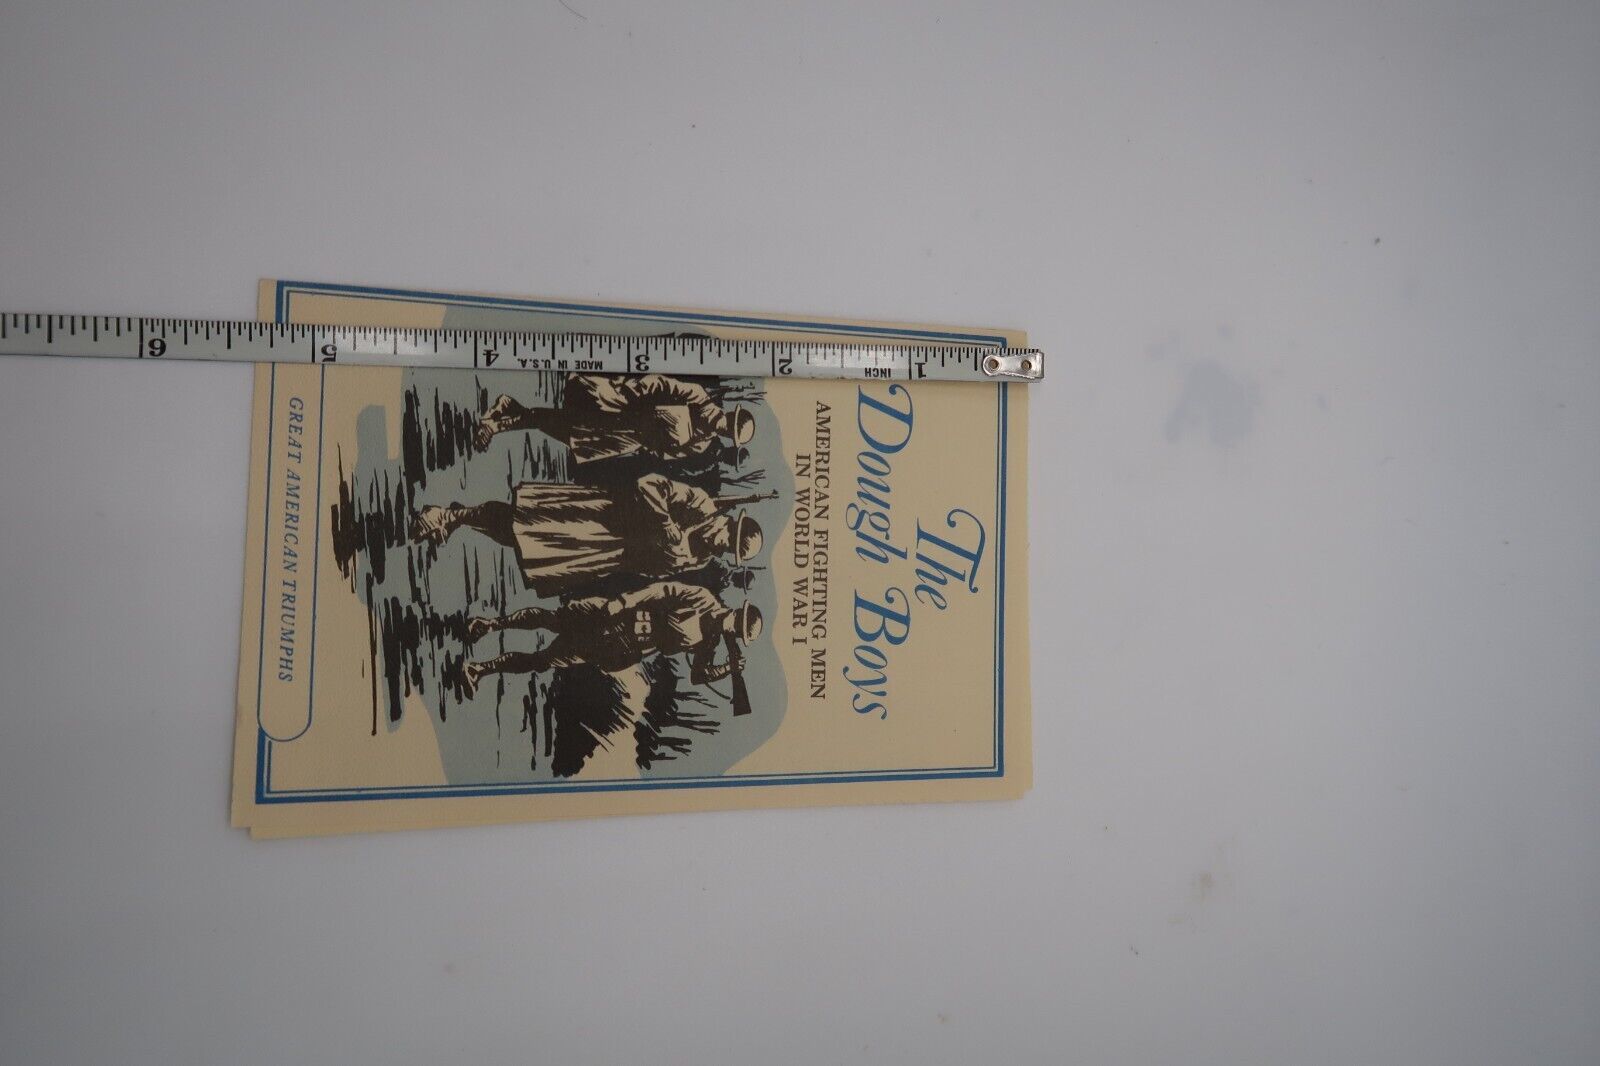 The
Dough Boys
AMERICAN FIGHTING MEN
IN WORLD WAR I
GREAT AMERICAN TRIUMPHS
1 INCH 2 3 MADE IN U.S.A. 4 5 6